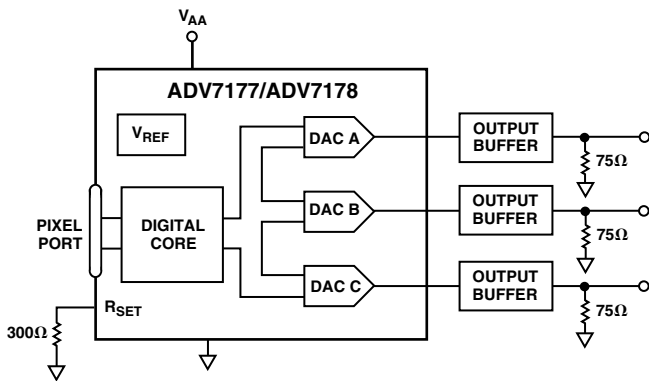 VAA
ADV7177/ADV7178
VREF
DAC A
OUTPUT
BUFFER
75Ω
PIXEL
PORT
DIGITAL
CORE
DAC B
OUTPUT
BUFFER
75Ω
DAC C
OUTPUT
BUFFER
75Ω
RSET
300Ω